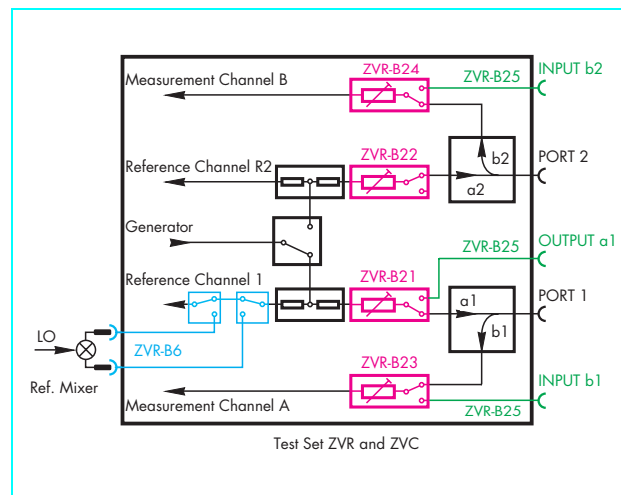 ZVR-B24
ZVR-B25
INPUT b2
Measurement Channel B
Reference Channel R2
ZVR-B22
b2
PORT 2
a2
Generator
ZVR-B25
OUTPUT a1
Reference Channel 1
ZVR-B21
a1
PORT 1
b1
LO
ZVR-B6
Ref. Mixer
ZVR-B23
Measurement Channel A
ZVR-B25
INPUT b1
Test Set ZVR and ZVC